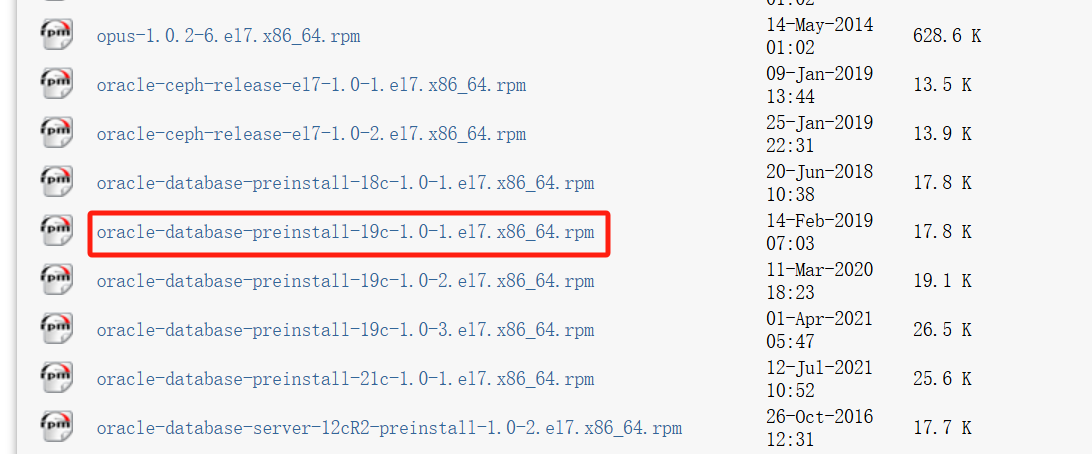 01:02
rpm opus-1.0.2-6.el7.x86_64.rpm 14-May-2014 01:02 628.6 K
rpm oracle-ceph-release-el7-1.0-1.el7.x86_64.rpm 09-Jan-2019 13:44 13.5 K
rpm oracle-ceph-release-el7-1.0-2.el7.x86_64.rpm 25-Jan-2019 22:31 13.9 K
rpm oracle-database-preinstall-18c-1.0-1.el7.x86_64.rpm 20-Jun-2018 10:38 17.8 K
rpm oracle-database-preinstall-19c-1.0-1.el7.x86_64.rpm 14-Feb-2019 07:03 17.8 K
rpm oracle-database-preinstall-19c-1.0-2.el7.x86_64.rpm 11-Mar-2020 18:23 19.1 K
rpm oracle-database-preinstall-19c-1.0-3.el7.x86_64.rpm 01-Apr-2021 05:47 26.5 K
rpm oracle-database-preinstall-21c-1.0-1.el7.x86_64.rpm 12-Jul-2021 10:52 25.6 K
rpm oracle-database-server-12cR2-preinstall-1.0-2.el7.x86_64.rpm 26-Oct-2016 12:31 17.7 K